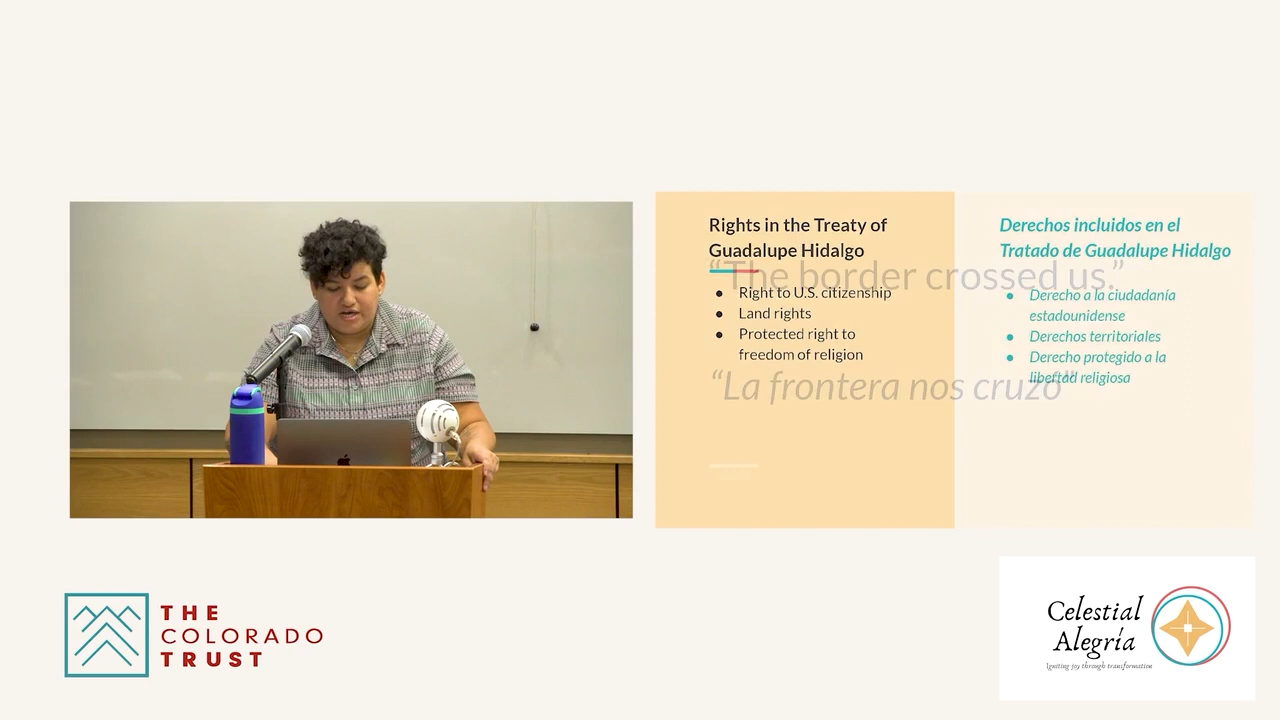 Rights in the Treaty of
Guadalupe Hidalgo
• Right to U.S. citizenship
• Land rights
• Protected right to
freedom of religion
Derechos incluidos en el
Tratado de Guadalupe Hidalgo
• Derecho a la ciudadanía
estadounidense
• Derechos territoriales
• Derecho protegido a la
libertad religiosa
“The border crossed us.”
“La frontera nos cruzó”
THE
COLORADO
TRUST
Celestial
Alegría
Igniting joy through transformation